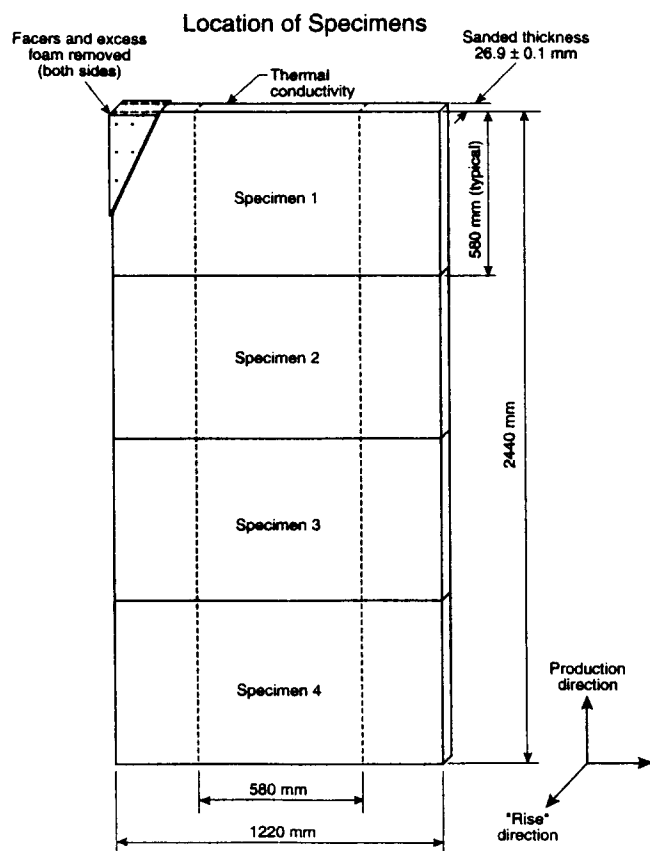 Location of Specimens
Facers and excess
foam removed
(both sides)
Sanded thickness
26.9 ± 0.1 mm
Thermal
conductivity
580 mm (typical)
Specimen 1
Specimen 2
2440 mm
Specimen 3
Specimen 4
Production
direction
580 mm
"Rise"
direction
1220 mm